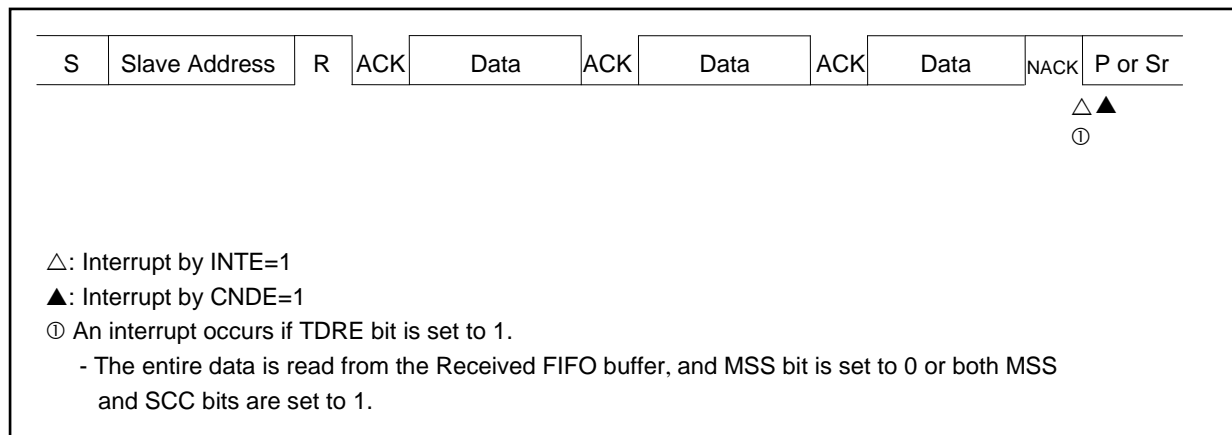 S Slave Address R ACK Data ACK Data ACK Data NACK P or Sr
△ ▲
①
△: Interrupt by INTE=1
▲: Interrupt by CNDE=1
① An interrupt occurs if TDRE bit is set to 1.
- The entire data is read from the Received FIFO buffer, and MSS bit is set to 0 or both MSS
and SCC bits are set to 1.